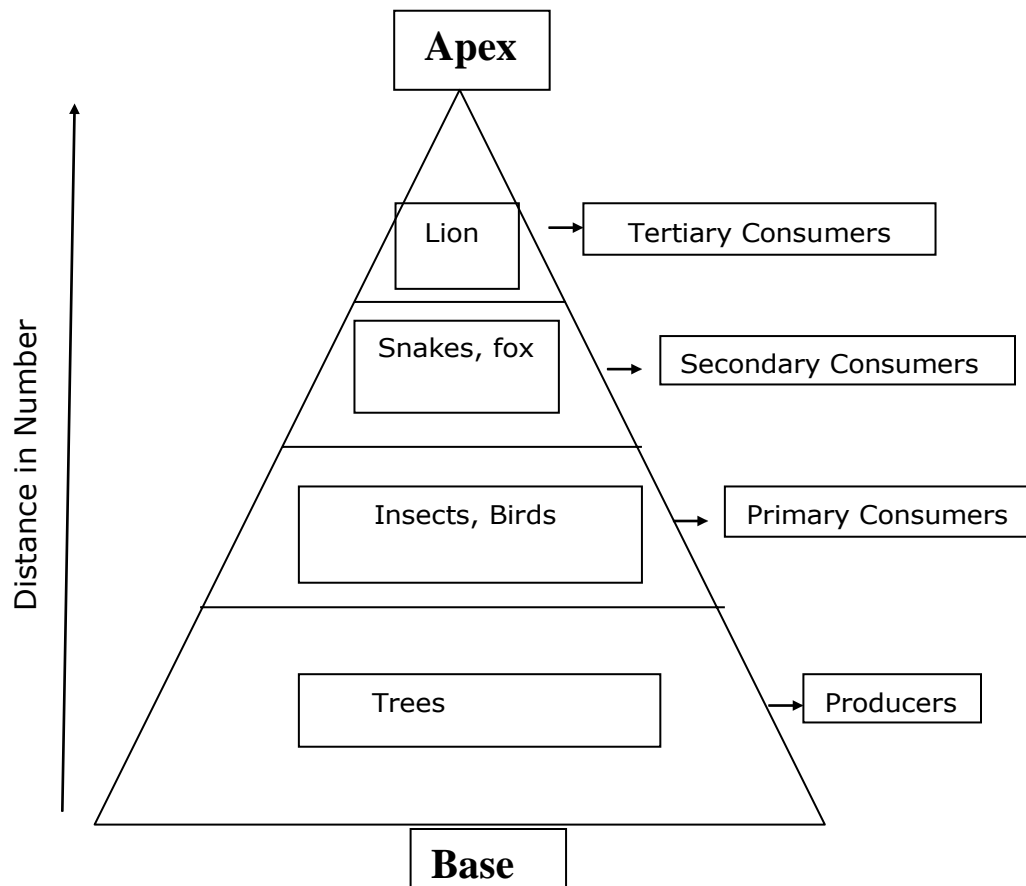 Apex
Lion
Tertiary Consumers
Snakes, fox
Secondary Consumers
Distance in Number
Insects, Birds
Primary Consumers
Trees
Producers
Base